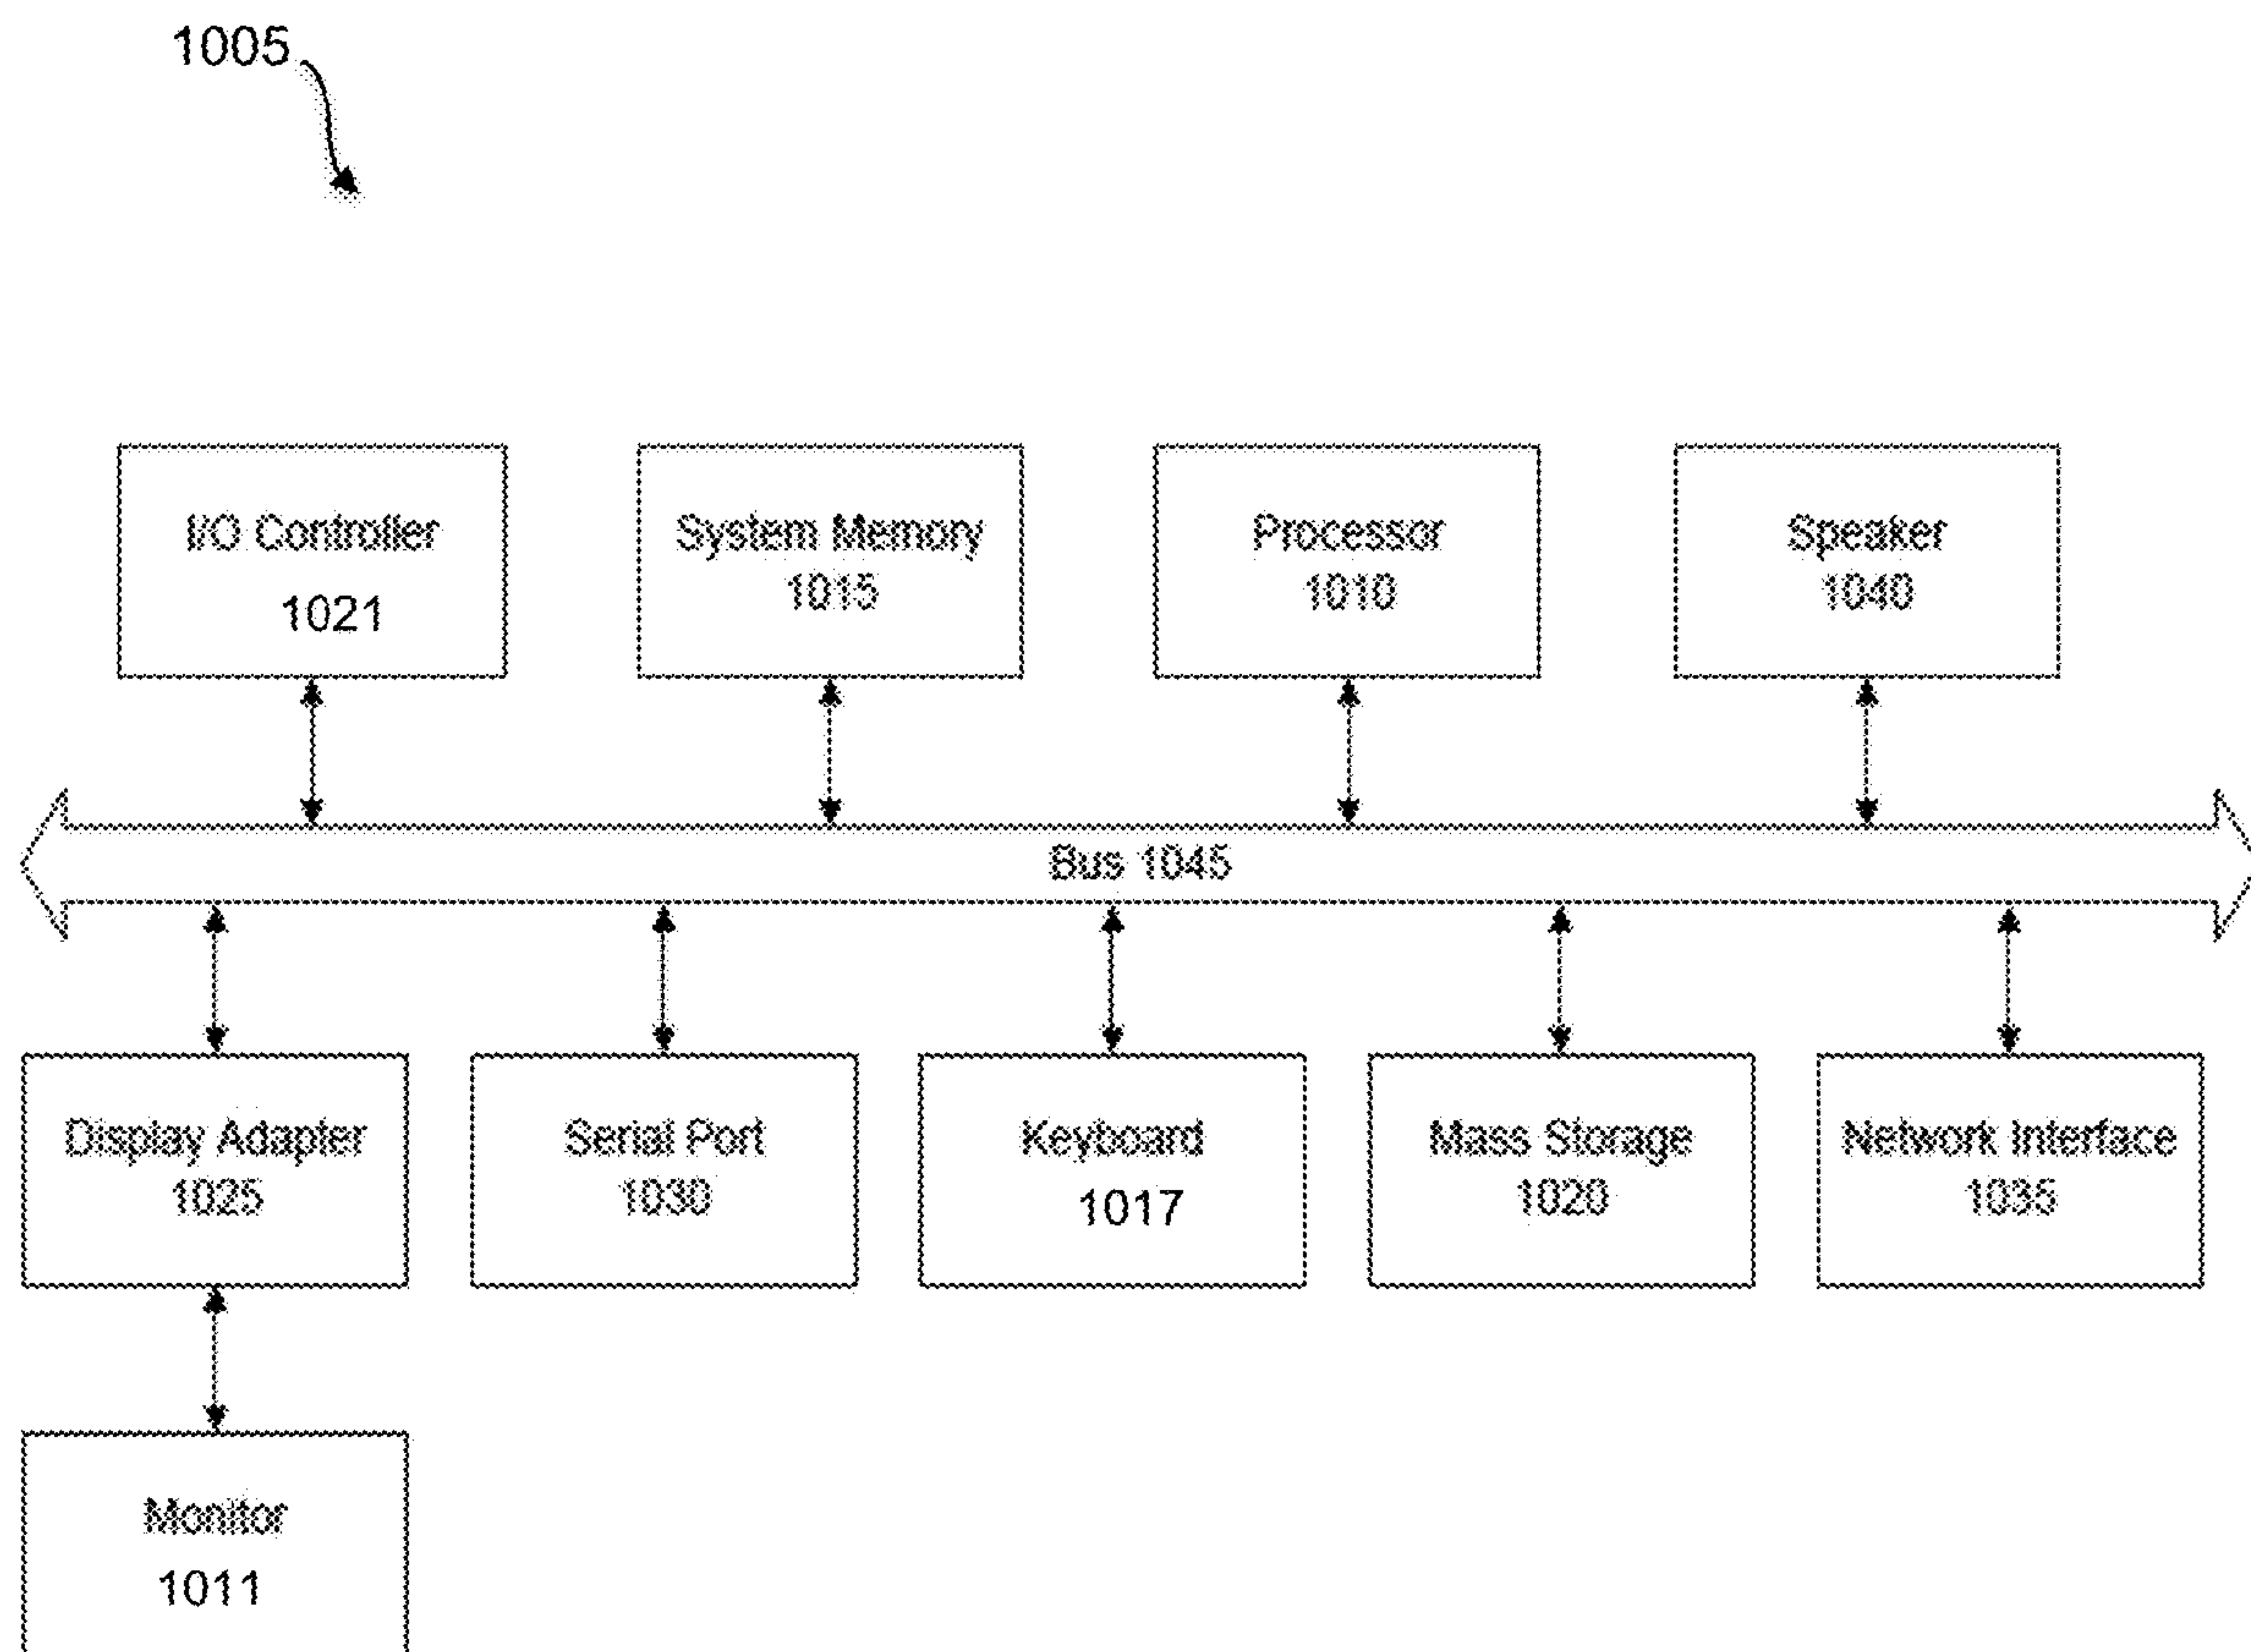 1005
I/O Controller
1021
System Memory
1015
Processor
1010
Speaker
1040
Bus 1045
Display Adapter
1025
Serial Port
1030
Keyboard
1017
Mass Storage
1020
Network Interface
1035
Monitor
1011